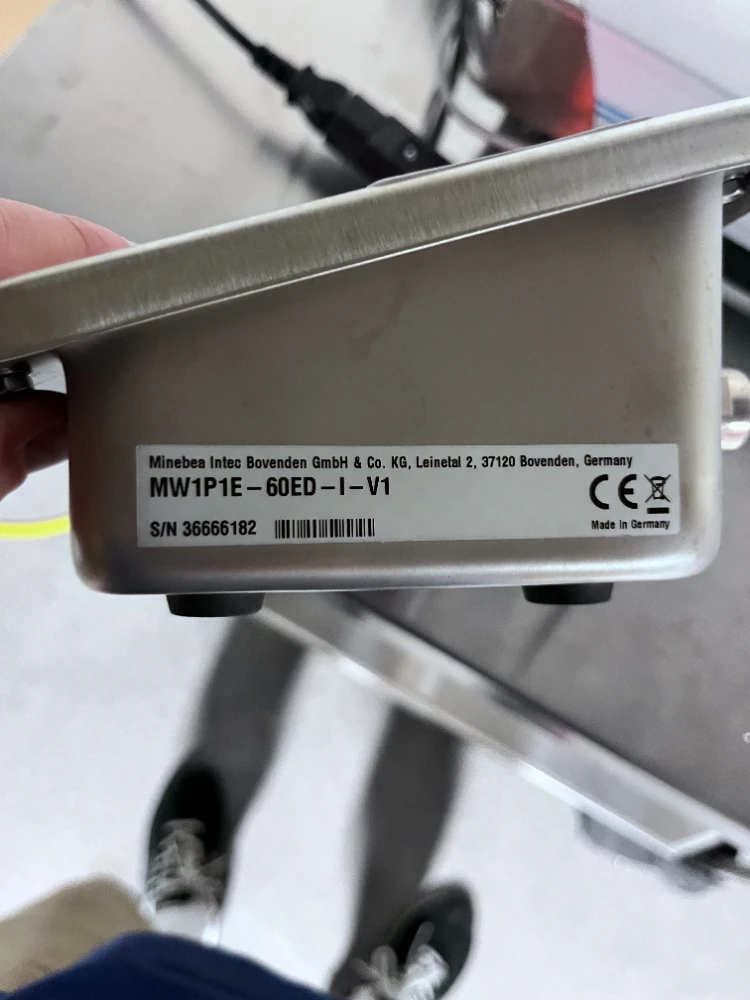 Minebea Intec Bovenden GmbH & Co. KG, Leinetal 2, 37120 Bovenden, Germany
MW1P1E-60ED-I-V1
S/N 36666182
CE
Made in Germany